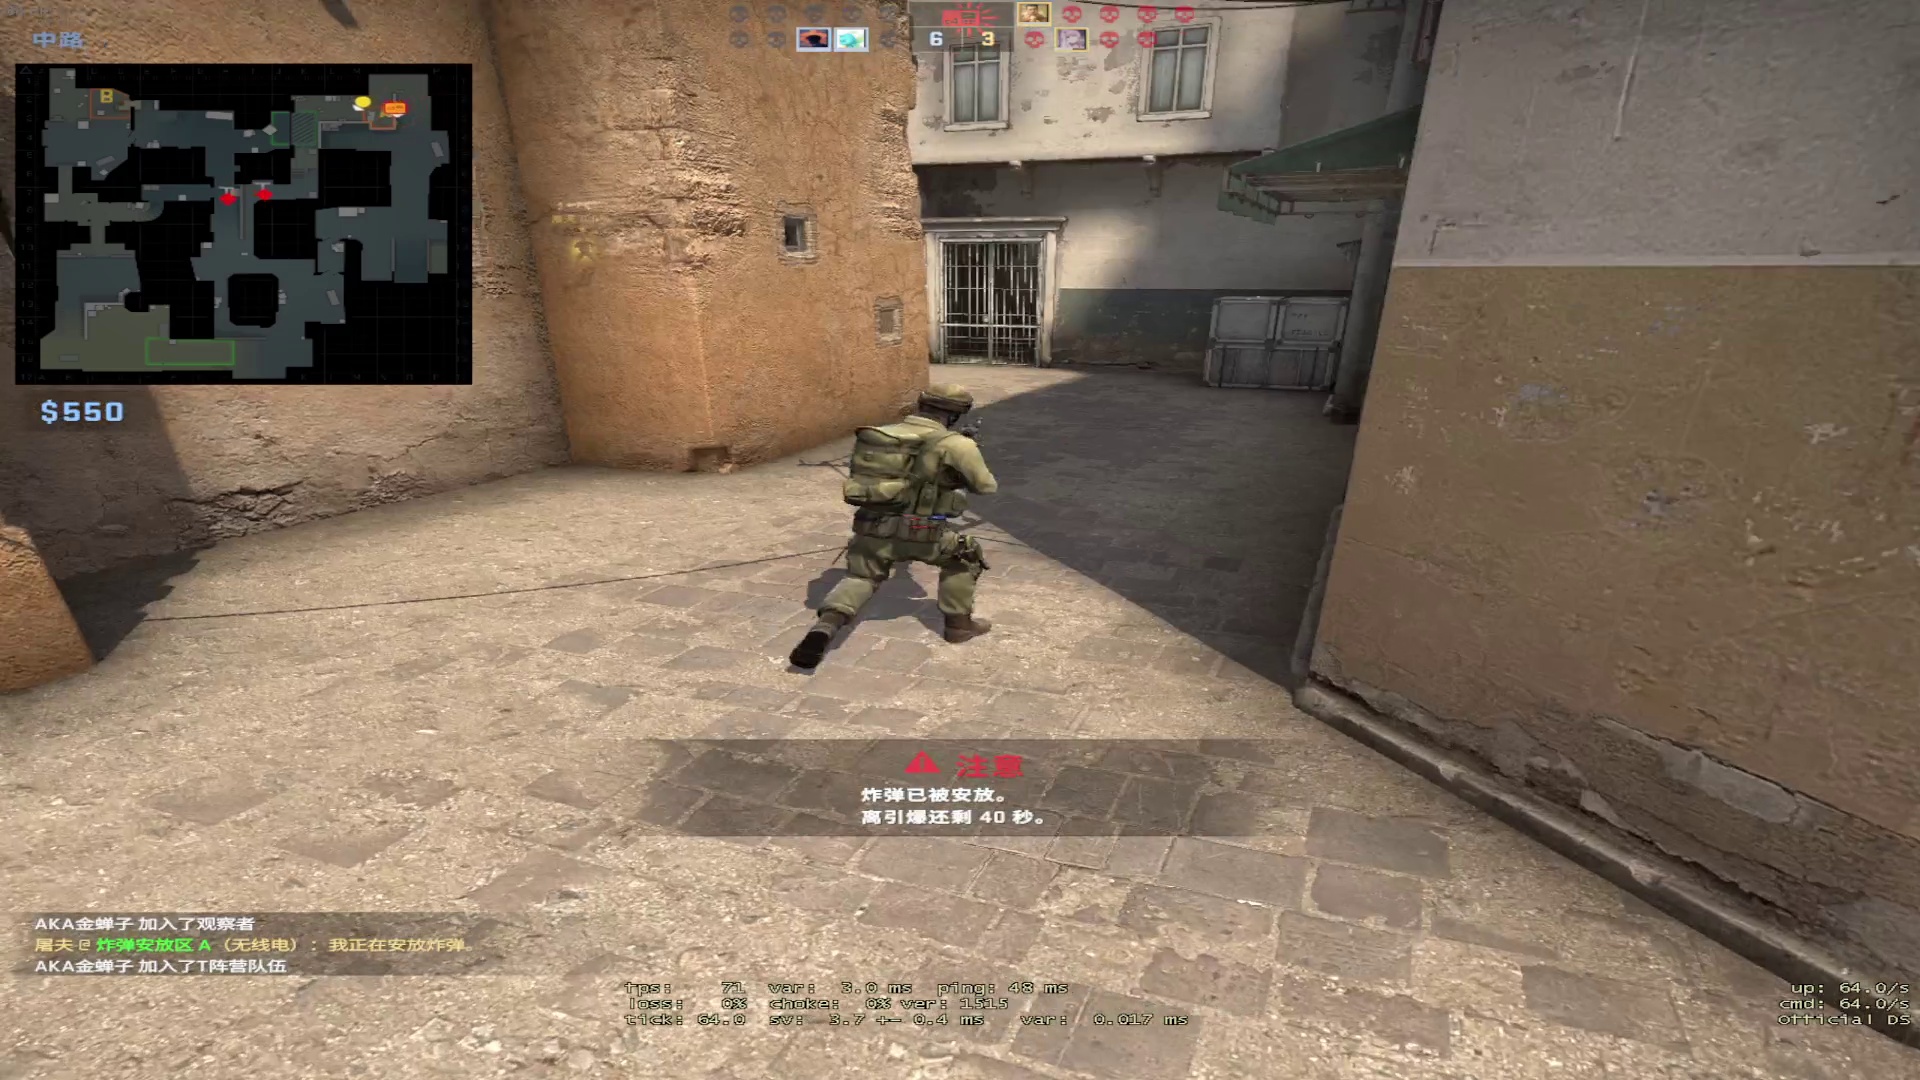 中路
6 3
B
$550
注意
炸弹已被安放。
离引爆还剩 40 秒。
AKA金蝉子 加入了观察者
屠夫 @ 炸弹安放区 A（无线电）：我正在安放炸弹。
AKA金蝉子 加入了T阵营队伍
fps: 71 var: 3.0 ms ping: 48 ms
loss: 0% choke: 0% ver: 1515
tick: 64.0 sv: 3.7 +- 0.4 ms var: 0.017 ms
up: 64.0/s
cmd: 64.0/s
Official DS